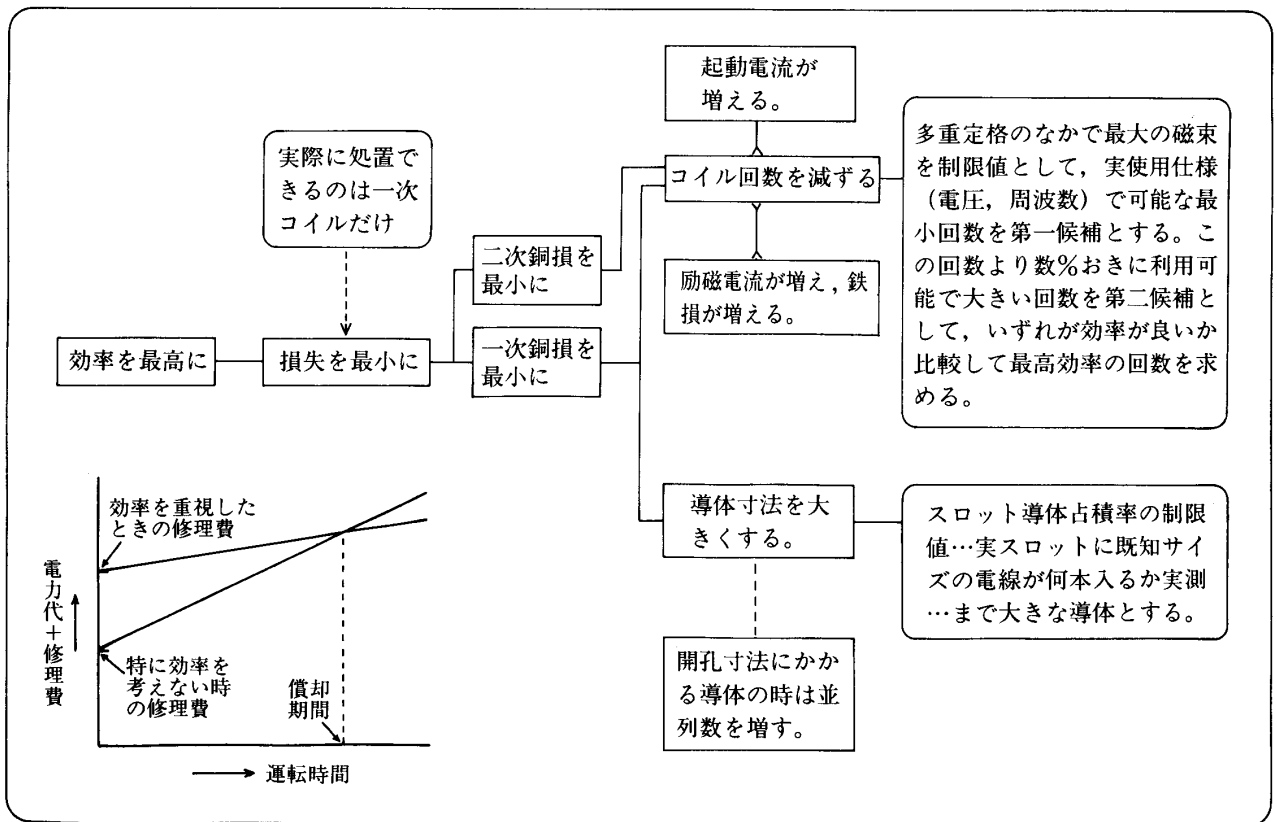 起動電流が
増える。
実際に処置で
きるのは一次
コイルだけ
コイル回数を減ずる
多重定格のなかで最大の磁束
を制限値として，実使用仕様
（電圧，周波数）で可能な最
小回数を第一候補とする。こ
の回数より数%おきに利用可
能で大きい回数を第二候補と
して，いずれが効率が良いか
比較して最高効率の回数を求
める。
二次銅損を
最小に
励磁電流が増え，鉄
損が増える。
効率を最高に
損失を最小に
一次銅損を
最小に
導体寸法を大
きくする。
スロット導体占積率の制限
値…実スロットに既知サイ
ズの電線が何本入るか実測
…まで大きな導体とする。
開孔寸法にかか
る導体の時は並
列数を増す。
効率を重視した
ときの修理費
電力代＋修理費
特に効率を
考えない時
の修理費
償却
期間
運転時間